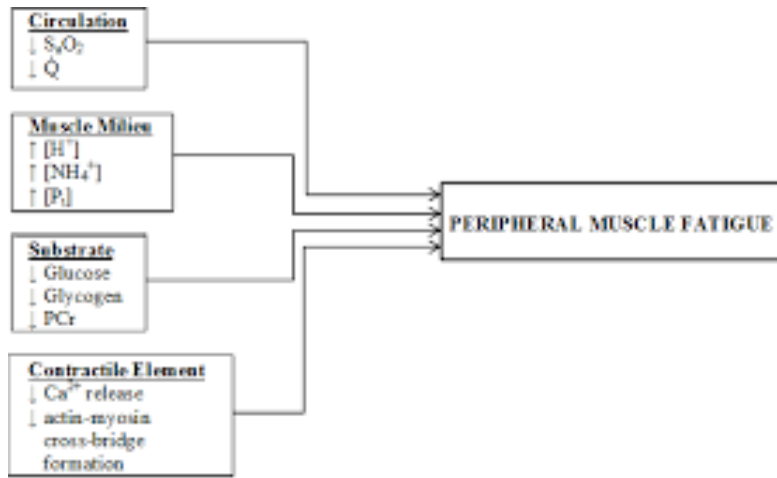 Circulation
↓ SₐO₂
↓ Q̇
Muscle Milieu
↑ [H⁺]
↑ [NH₄⁺]
↑ [Pᵢ]
Substrate
↓ Glucose
↓ Glycogen
↓ PCr
Contractile Element
↓ Ca²⁺ release
↓ actin-myosin
cross-bridge
formation
PERIPHERAL MUSCLE FATIGUE